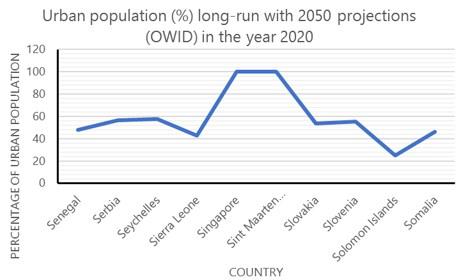 Urban population (%) long-run with 2050 projections
(OWID) in the year 2020
PERCENTAGE OF URBAN POPULATION
120
100
80
60
40
20
0
Senegal
Serbia
Seychelles
Sierra Leone
Singapore
Sint Maarten...
Slovakia
Slovenia
Solomon Islands
Somalia
COUNTRY